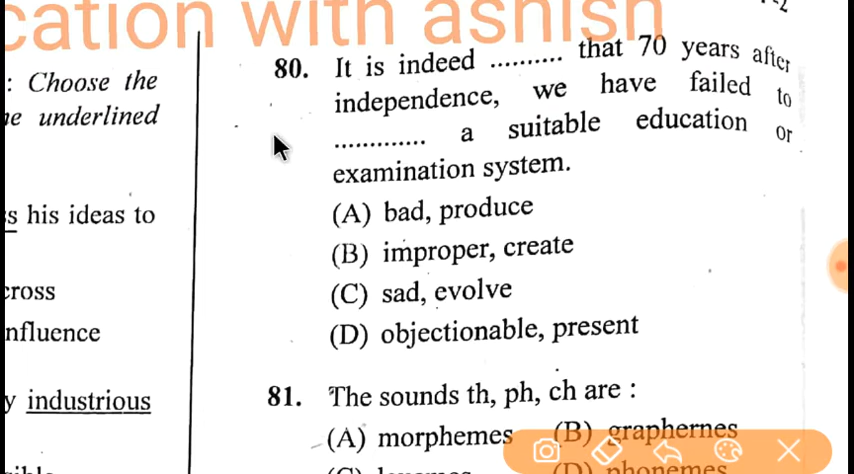 cation with ashish
: Choose the
underlined
s his ideas to
cross
nfluence
y industrious
80. It is indeed .......... that 70 years after
independence, we have failed to
............. a suitable education or
examination system.
(A) bad, produce
(B) improper, create
(C) sad, evolve
(D) objectionable, present
81. The sounds th, ph, ch are :
(A) morphemes (B) graphernes
(D) phonemes